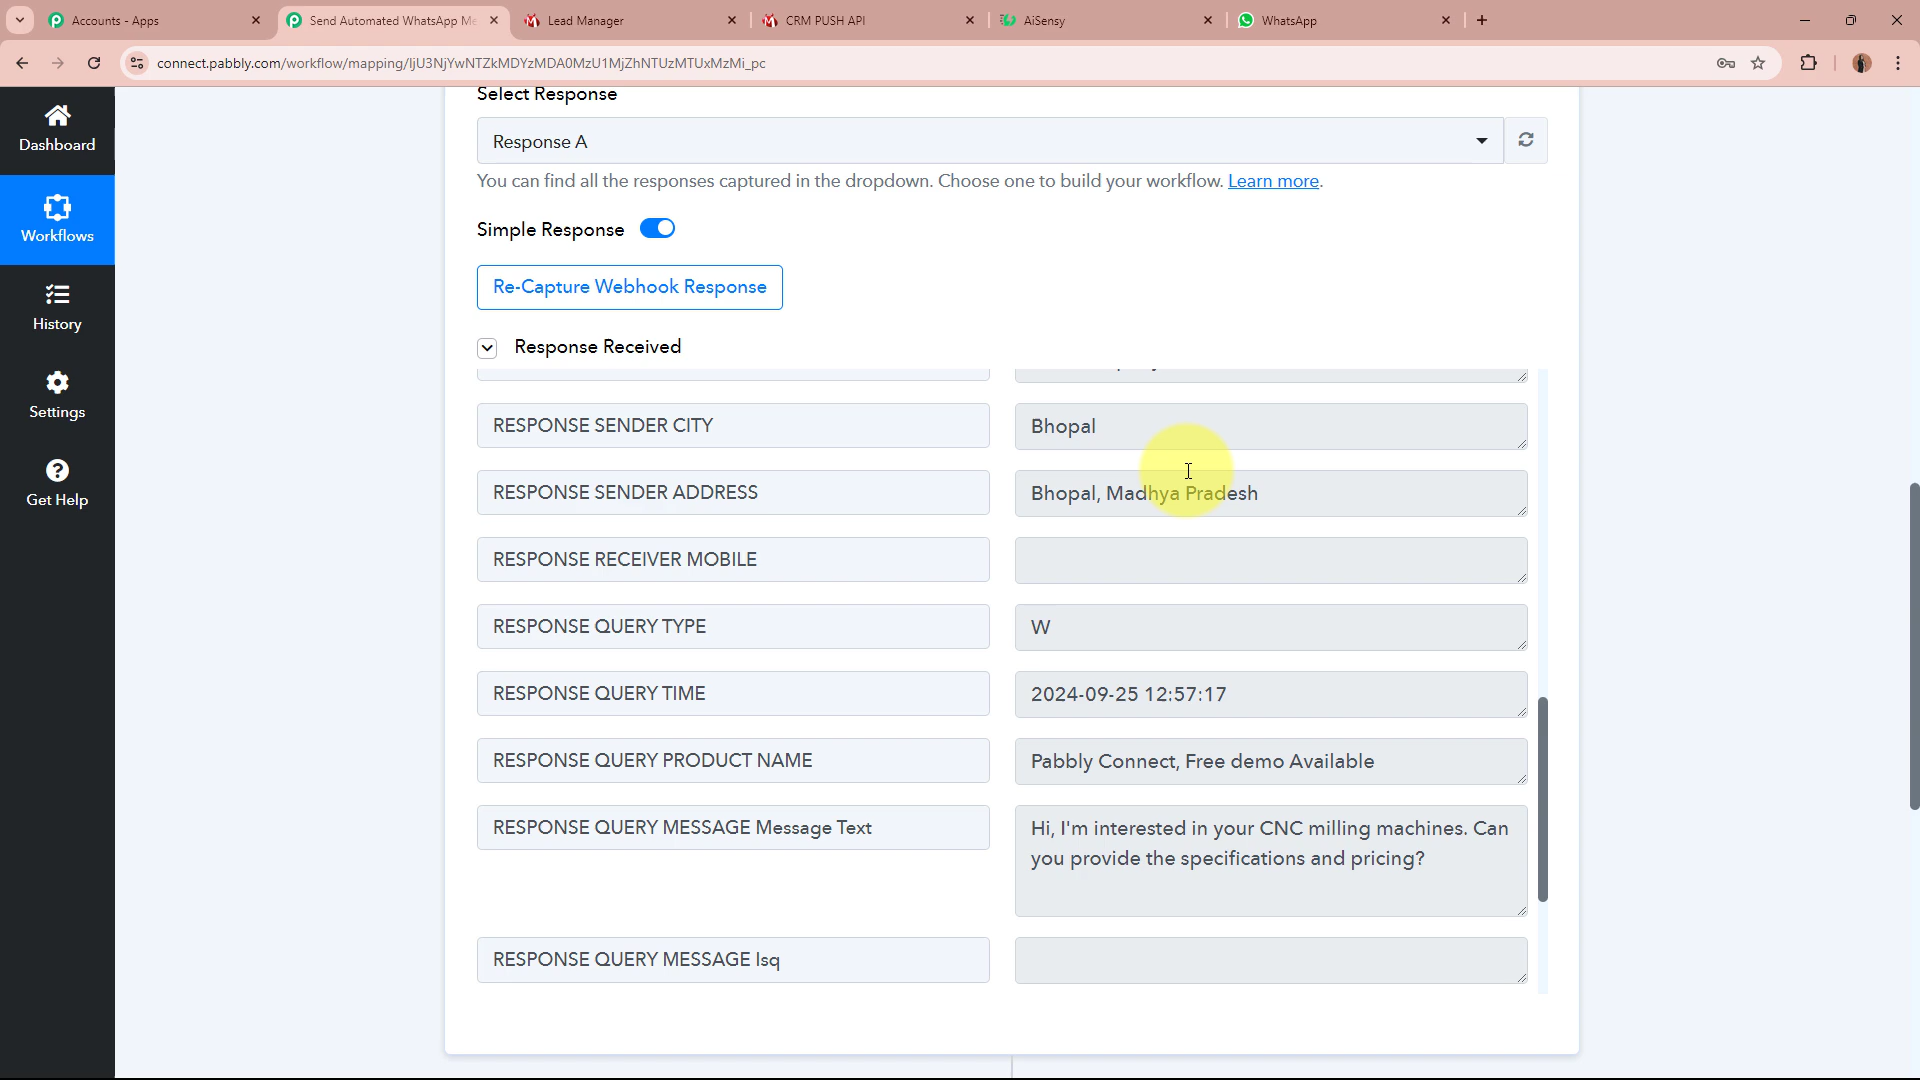 Accounts - Apps
Send Automated WhatsApp Me
Lead Manager
CRM PUSH API
AiSensy
WhatsApp
connect.pabbly.com/workflow/mapping/IjU3NjYwNTZkMDYzMDA0MzU1MjZhNTUzMTUxMzMi_pc
Dashboard
Workflows
History
Settings
Get Help
Select Response
Response A
You can find all the responses captured in the dropdown. Choose one to build your workflow. Learn more.
Simple Response
Re-Capture Webhook Response
Response Received
RESPONSE SENDER CITY
Bhopal
RESPONSE SENDER ADDRESS
Bhopal, Madhya Pradesh
RESPONSE RECEIVER MOBILE
RESPONSE QUERY TYPE
W
RESPONSE QUERY TIME
2024-09-25 12:57:17
RESPONSE QUERY PRODUCT NAME
Pabbly Connect, Free demo Available
RESPONSE QUERY MESSAGE Message Text
Hi, I'm interested in your CNC milling machines. Can
you provide the specifications and pricing?
RESPONSE QUERY MESSAGE Isq